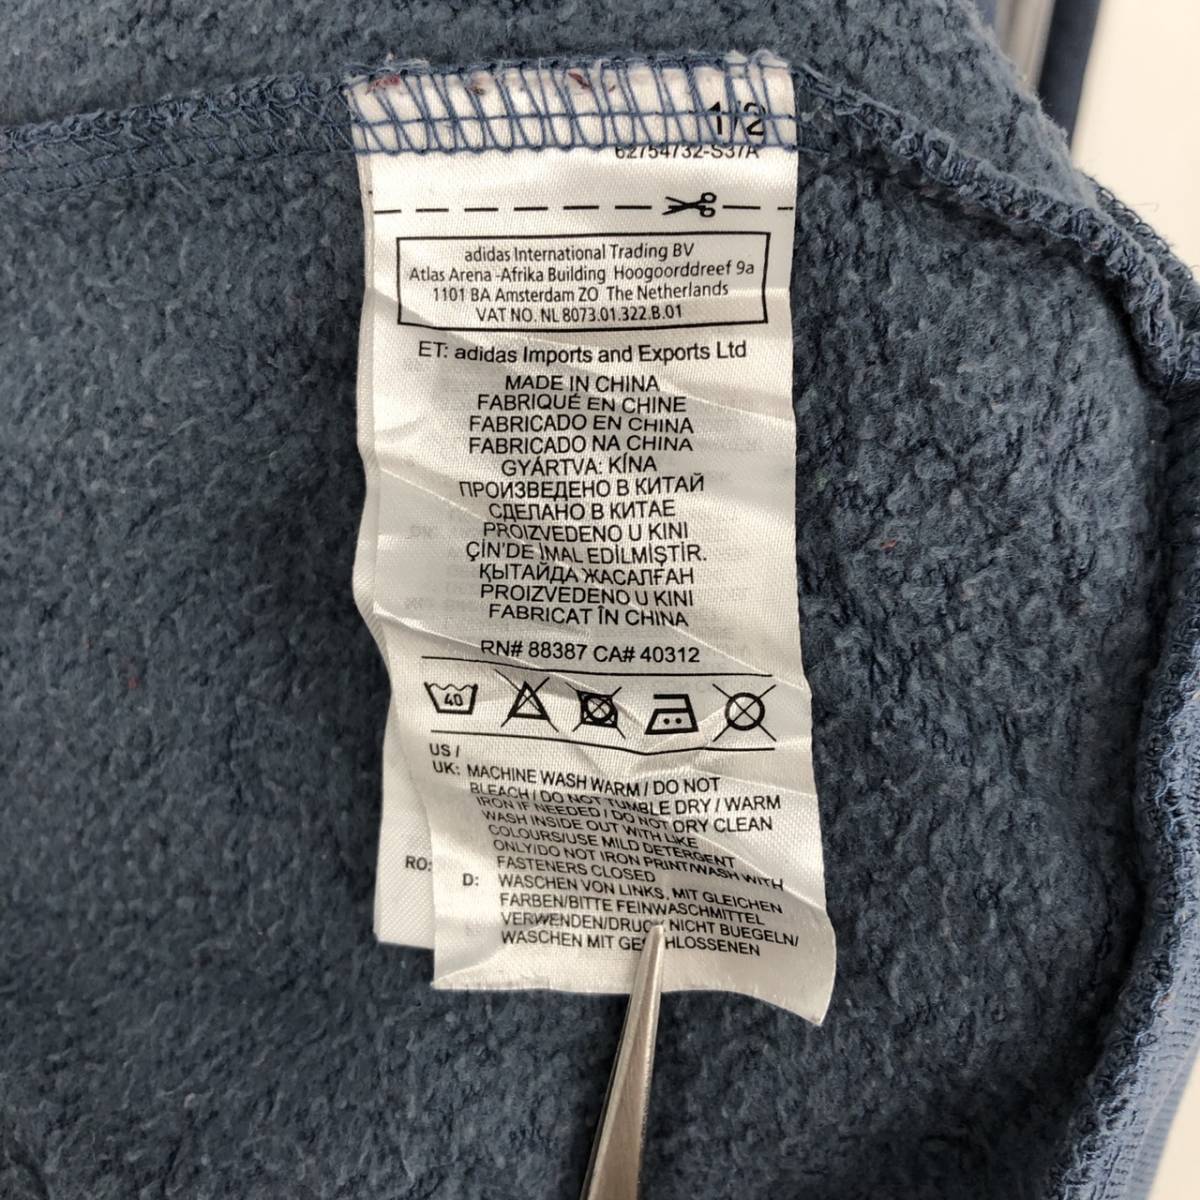 1/2
62754732-S37A
adidas International Trading BV
Atlas Arena -Afrika Building Hoogoorddreef 9a
1101 BA Amsterdam ZO The Netherlands
VAT NO. NL 8073.01.322.B.01
ET: adidas Imports and Exports Ltd
MADE IN CHINA
FABRIQUÉ EN CHINE
FABRICADO EN CHINA
FABRICADO NA CHINA
GYÁRTVA: KÍNA
ПРОИЗВЕДЕНО В КИТАЙ
СДЕЛАНО В КИТАЕ
PROIZVEDENO U KINI
ÇİN'DE İMAL EDİLMİŞTİR.
ҚЫТАЙДА ЖАСАЛҒАН
PROIZVEDENO U KINI
FABRICAT ÎN CHINA
RN# 88387 CA# 40312
40
US /
UK: MACHINE WASH WARM / DO NOT
BLEACH / DO NOT TUMBLE DRY / WARM
IRON IF NEEDED / DO NOT DRY CLEAN
WASH INSIDE OUT WITH LIKE
COLOURS/USE MILD DETERGENT
ONLY/DO NOT IRON PRINT/WASH WITH
FASTENERS CLOSED
RO:
D: WASCHEN VON LINKS, MIT GLEICHEN
FARBEN/BITTE FEINWASCHMITTEL
VERWENDEN/DRUCK NICHT BUEGELN/
WASCHEN MIT GESCHLOSSENEN